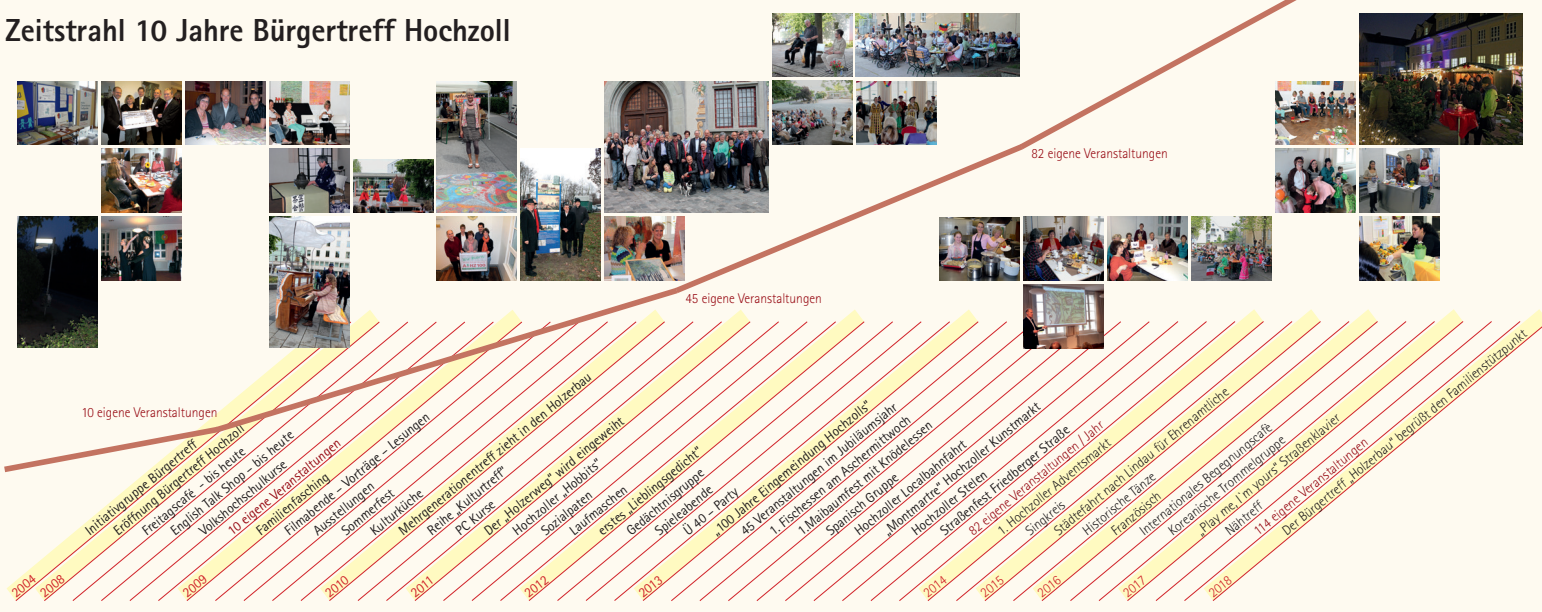 Zeitstrahl 10 Jahre Bürgertreff Hochzoll
82 eigene Veranstaltungen
45 eigene Veranstaltungen
10 eigene Veranstaltungen
2004
Initiativgruppe Bürgertreff
2008
Eröffnung Bürgertreff Hochzoll
Freitagscafé – bis heute
English Talk Shop – bis heute
Volkshochschulkurse
10 eigene Veranstaltungen
2009
Familienfasching
Filmabende – Vorträge – Lesungen
Ausstellungen
Sommerfest
Kulturküche
2010
Mehrgenerationentreff zieht in den Holzerbau
Reihe „Kulturtreff“
PC Kurse
2011
Der „Holzerweg“ wird eingeweiht
Hochzoller „Hobbits“
Sozialpaten
Laufmaschen
2012
erstes „Lieblingsgedicht“
Gedächtnisgruppe
Spieleabende
Ü 40 – Party
2013
„100 Jahre Eingemeindung Hochzolls“
45 Veranstaltungen im Jubiläumsjahr
1. Fischessen am Aschermittwoch
1.Maibaumfest mit Knödelessen
Spanisch Gruppe
Hochzoller Localbahnfahrt
„Montmartre“ Hochzoller Kunstmarkt
Hochzoller Stelen
Straßenfest Friedberger Straße
82 eigene Veranstaltungen / Jahr
2014
1. Hochzoller Adventsmarkt
Singkreis
2015
Städtefahrt nach Lindau für Ehrenamtliche
Historische Tänze
2016
Französisch
Internationales Begegnungscafé
Koreanische Trommelgruppe
2017
„Play me, I'm yours“ Straßenklavier
Nähtreff
114 eigene Veranstaltungen
2018
Der Bürgertreff „Holzerbau“ begrüßt den Familienstützpunkt